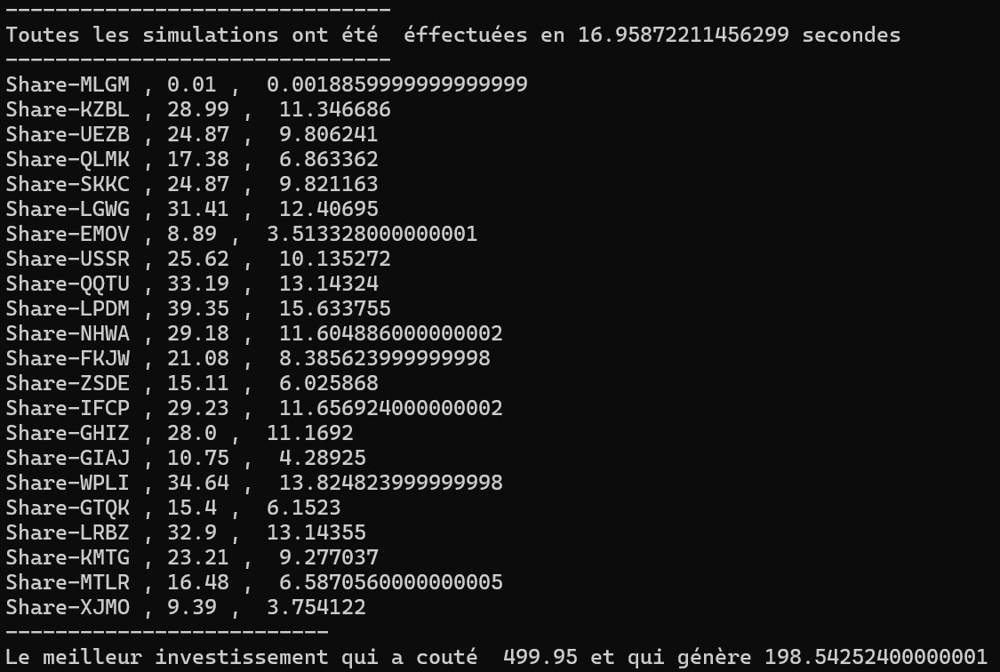 -------------------------------
Toutes les simulations ont été  éffectuées en 16.95872211456299 secondes
-------------------------------
Share-MLGM , 0.01 ,  0.0018859999999999999
Share-KZBL , 28.99 ,  11.346686
Share-UEZB , 24.87 ,  9.806241
Share-QLMK , 17.38 ,  6.863362
Share-SKKC , 24.87 ,  9.821163
Share-LGWG , 31.41 ,  12.40695
Share-EMOV , 8.89 ,  3.513328000000001
Share-USSR , 25.62 ,  10.135272
Share-QQTU , 33.19 ,  13.14324
Share-LPDM , 39.35 ,  15.633755
Share-NHWA , 29.18 ,  11.604886000000002
Share-FKJW , 21.08 ,  8.385623999999998
Share-ZSDE , 15.11 ,  6.025868
Share-IFCP , 29.23 ,  11.656924000000002
Share-GHIZ , 28.0 ,  11.1692
Share-GIAJ , 10.75 ,  4.28925
Share-WPLI , 34.64 ,  13.824823999999998
Share-GTQK , 15.4 ,  6.1523
Share-LRBZ , 32.9 ,  13.14355
Share-KMTG , 23.21 ,  9.277037
Share-MTLR , 16.48 ,  6.5870560000000005
Share-XJMO , 9.39 ,  3.754122
--------------------------
Le meilleur investissement qui a couté  499.95 et qui génère 198.54252400000001